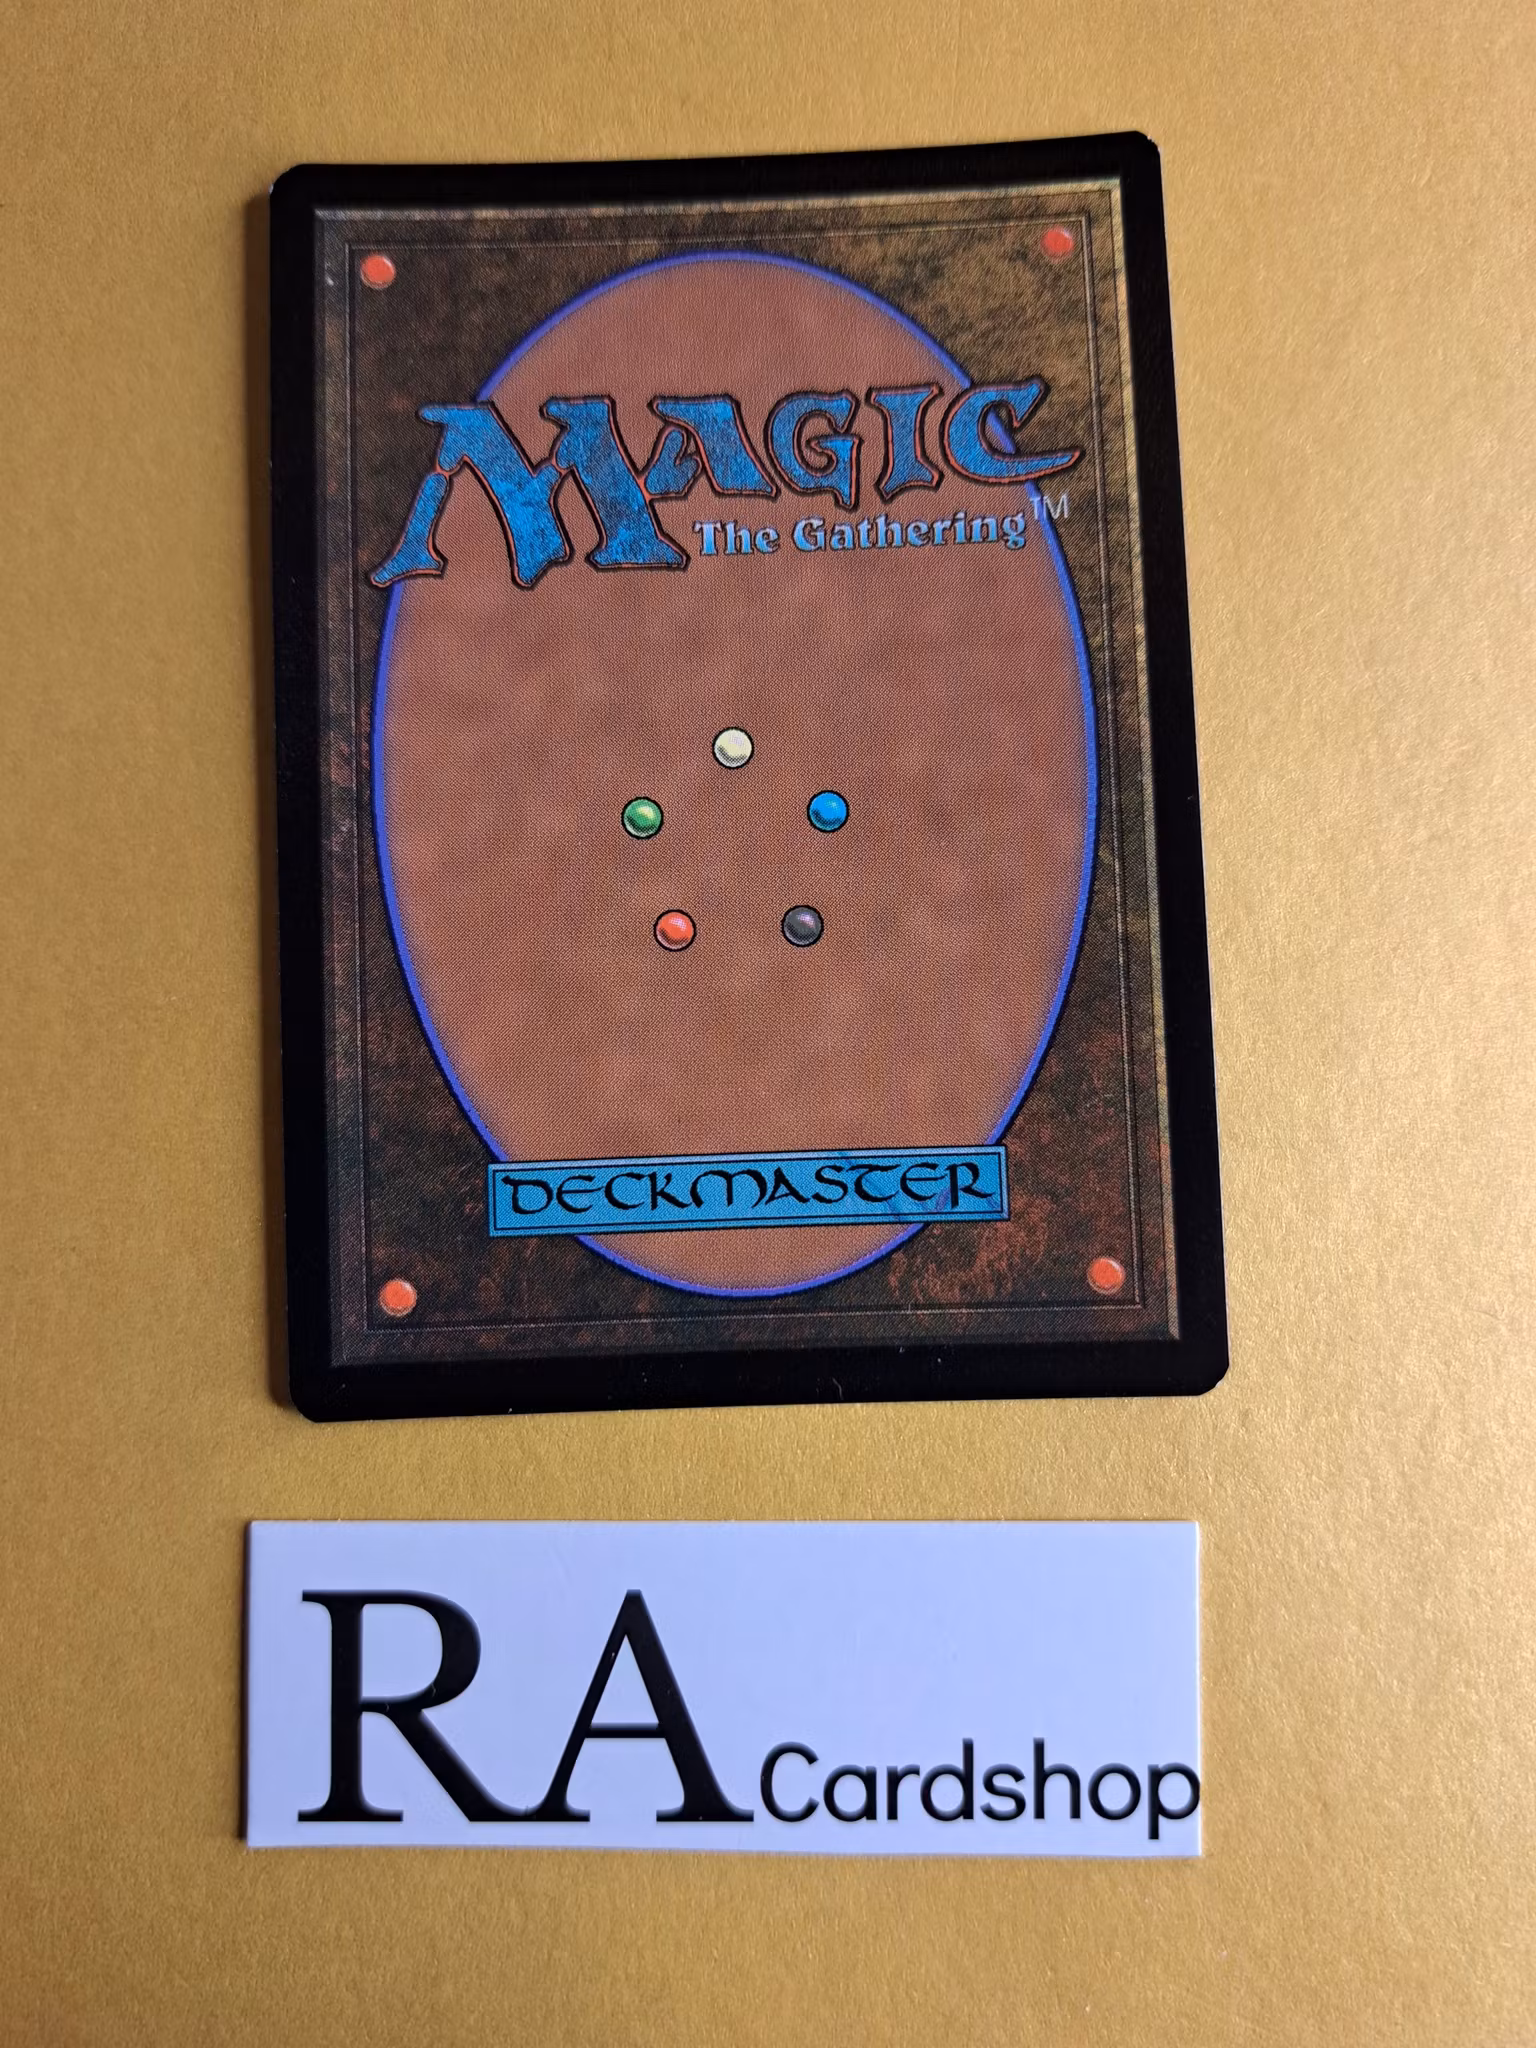 MAGIC
The Gathering™
DECKMASTER
RA Cardshop